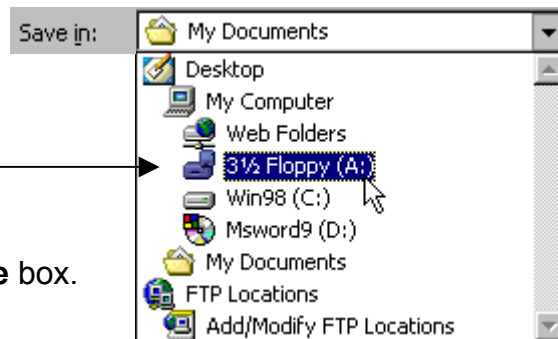 Save in: My Documents
Desktop
My Computer
Web Folders
3½ Floppy (A:)
Win98 (C:)
Msword9 (D:)
My Documents
e box.
FTP Locations
Add/Modify FTP Locations